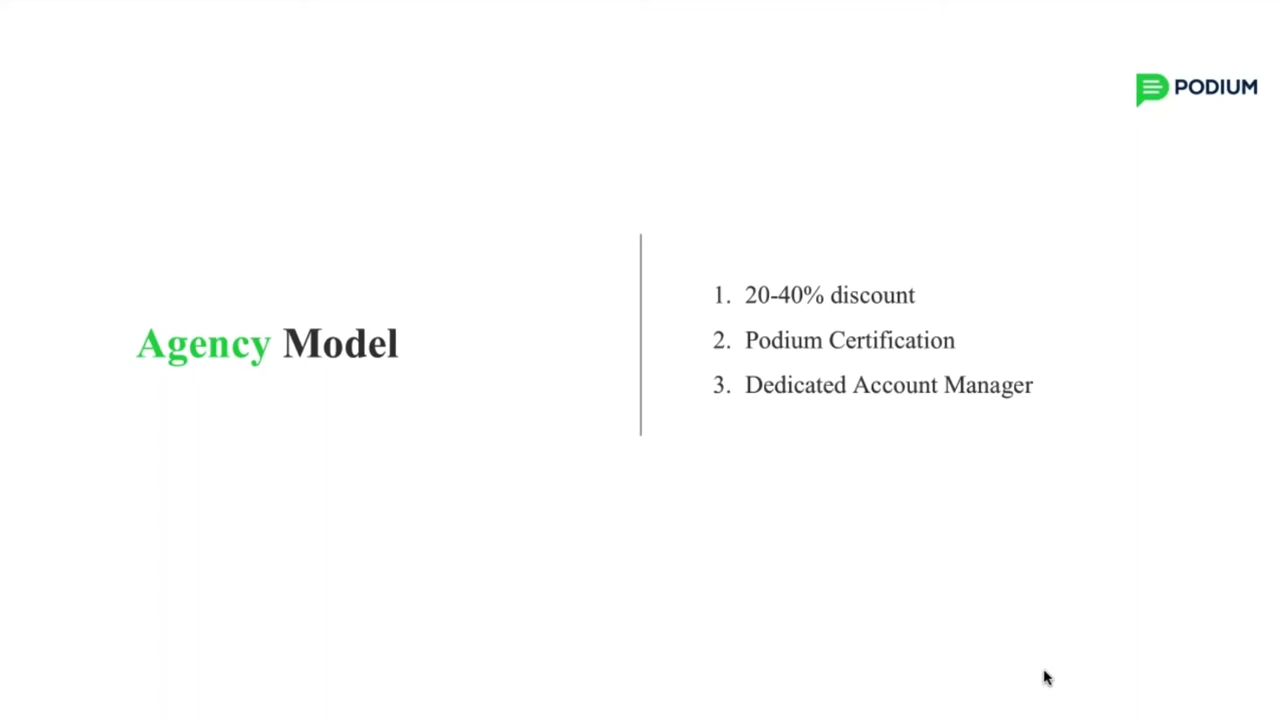 PODIUM
Agency Model
1. 20-40% discount
2. Podium Certification
3. Dedicated Account Manager